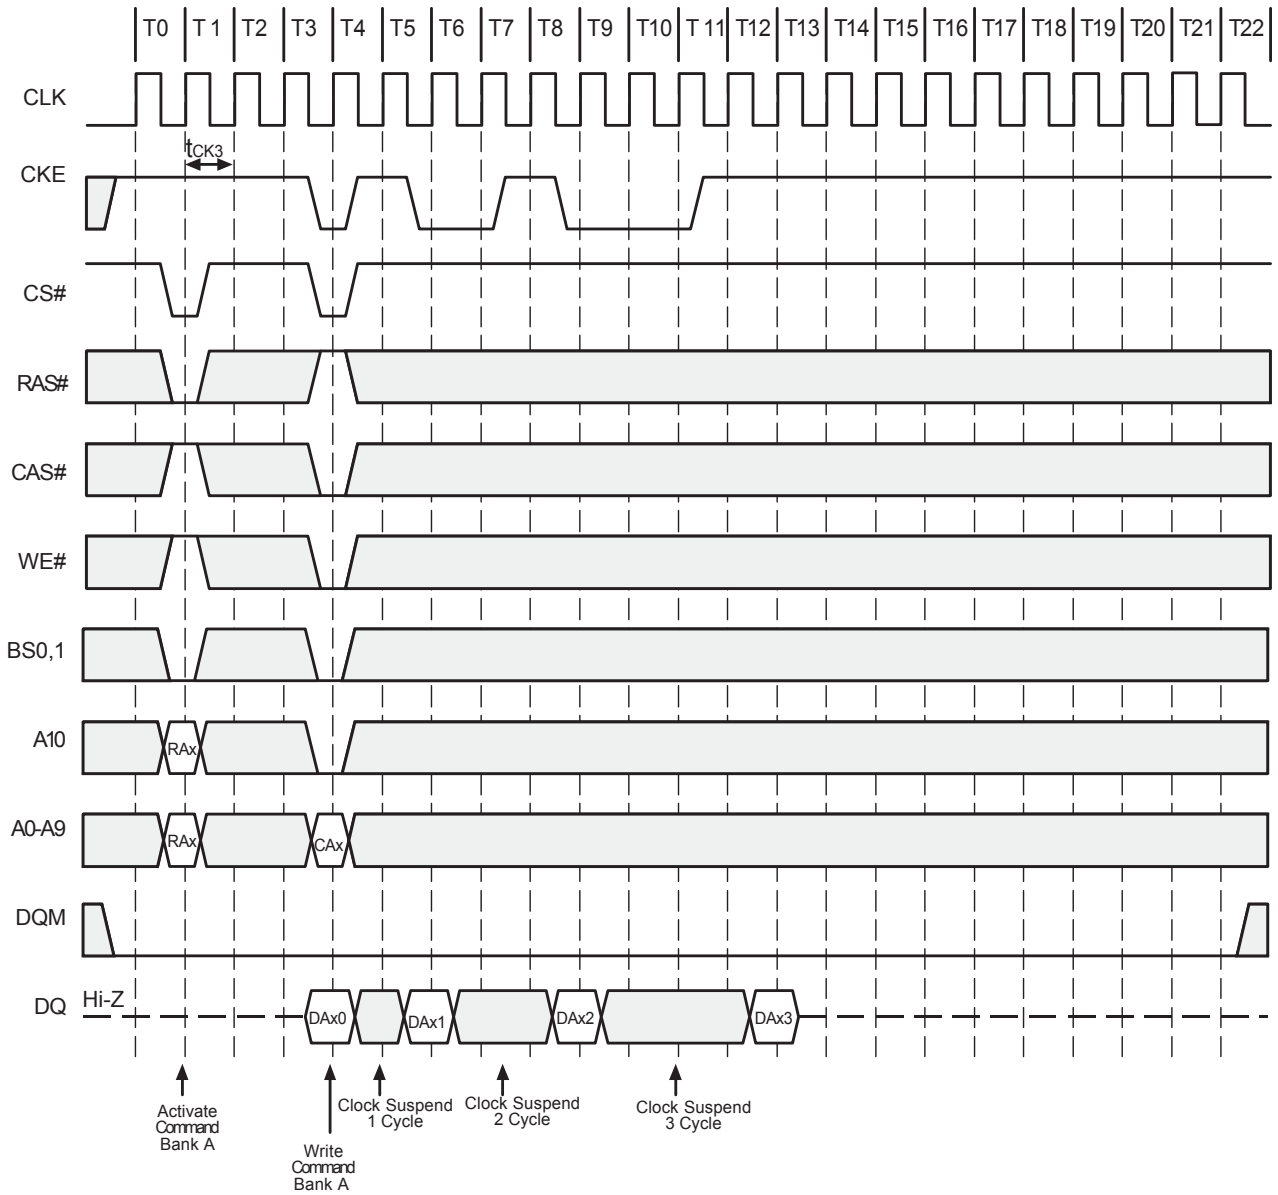 T0 T 1 T2 T3 T4 T5 T6 T7 T8 T9 T10 T 11 T12 T13 T14 T15 T16 T17 T18 T19 T20 T21 T22
CLK
tCK3
CKE
CS#
RAS#
CAS#
WE#
BS0,1
A10
RAx
A0-A9
RAx CAx
DQM
DQ Hi-Z
DAx0 DAx1 DAx2 DAx3
Activate
Command
Bank A
Write
Command
Bank A
Clock Suspend
1 Cycle
Clock Suspend
2 Cycle
Clock Suspend
3 Cycle